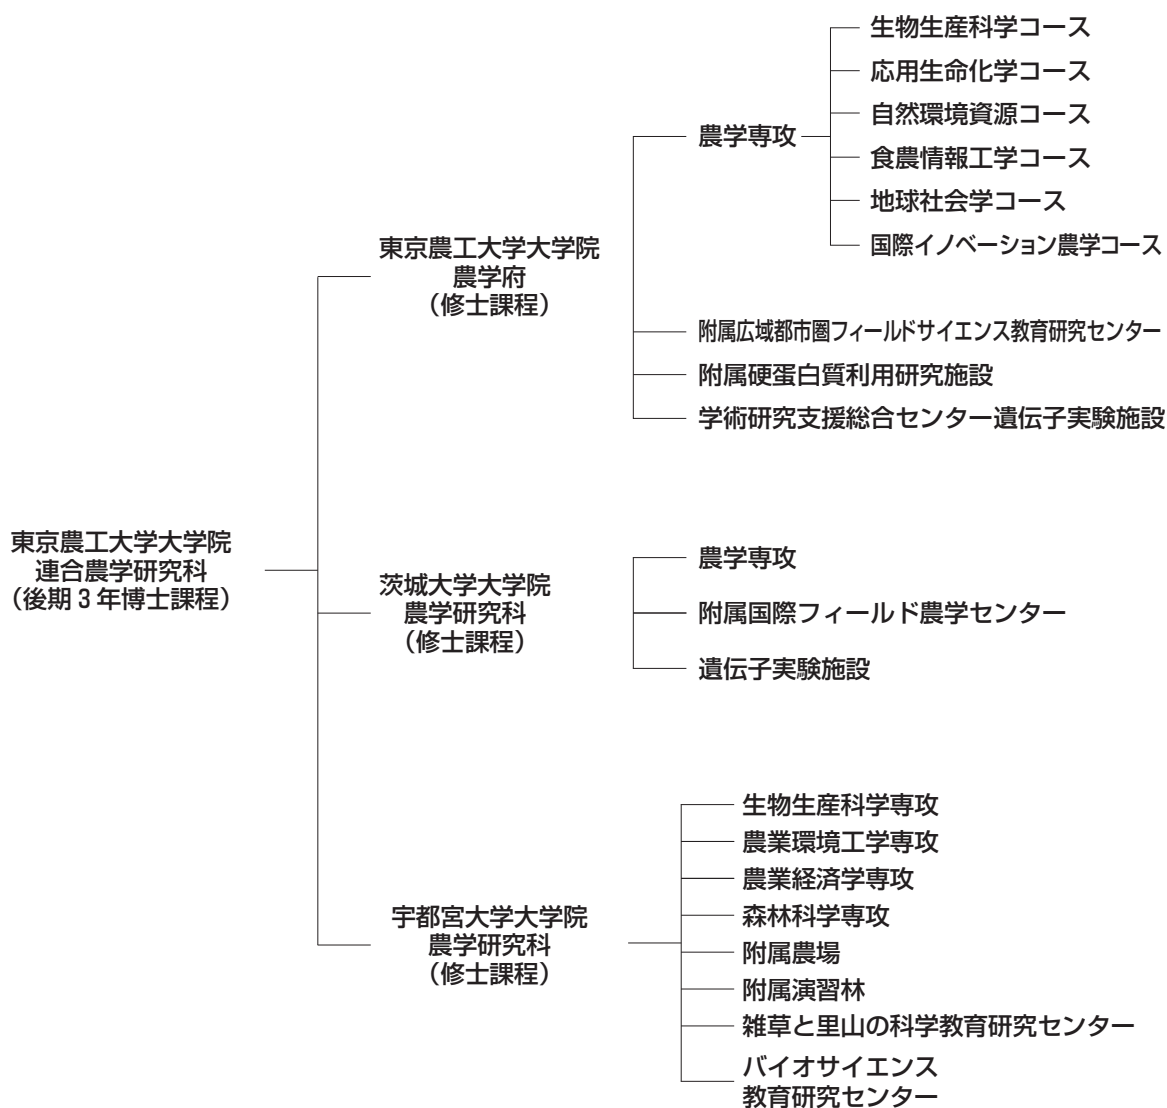 東京農工大学大学院
連合農学研究科
（後期3年博士課程）
東京農工大学大学院
農学府
（修士課程）
農学専攻
生物生産科学コース
応用生命化学コース
自然環境資源コース
食農情報工学コース
地球社会学コース
国際イノベーション農学コース
附属広域都市圏フィールドサイエンス教育研究センター
附属硬蛋白質利用研究施設
学術研究支援総合センター遺伝子実験施設
茨城大学大学院
農学研究科
（修士課程）
農学専攻
附属国際フィールド農学センター
遺伝子実験施設
宇都宮大学大学院
農学研究科
（修士課程）
生物生産科学専攻
農業環境工学専攻
農業経済学専攻
森林科学専攻
附属農場
附属演習林
雑草と里山の科学教育研究センター
バイオサイエンス
教育研究センター